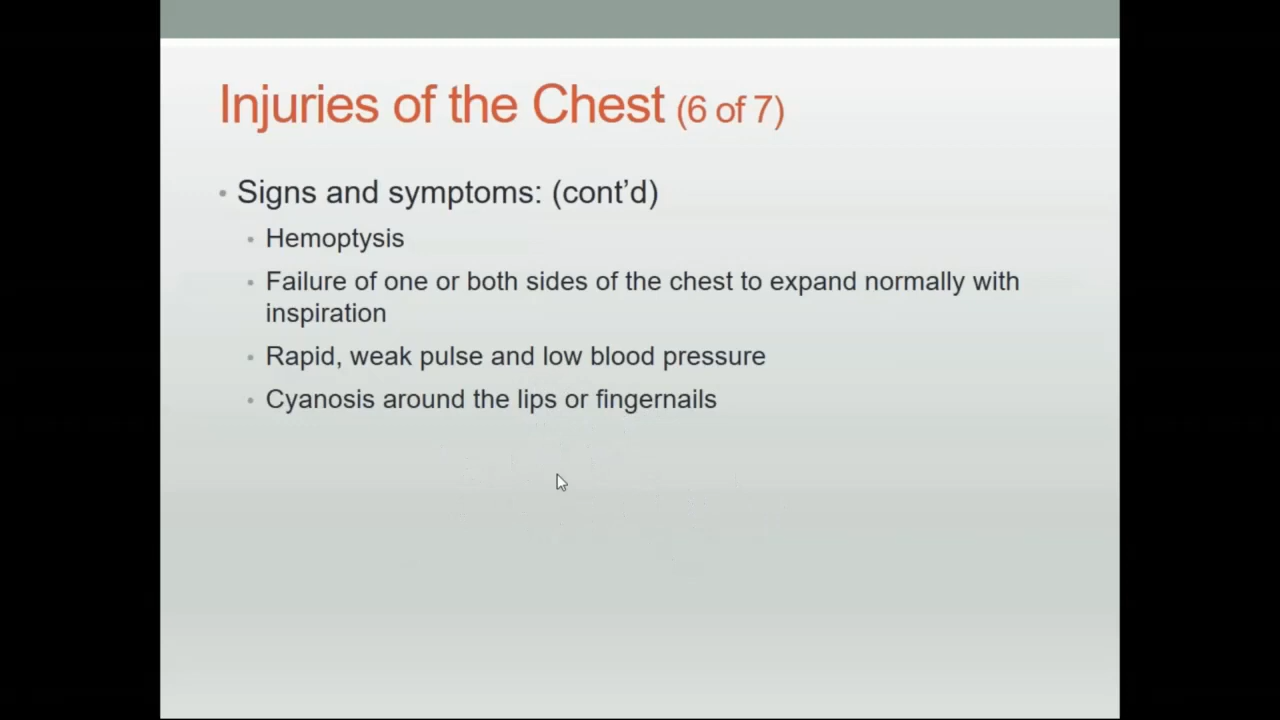 Injuries of the Chest (6 of 7)
• Signs and symptoms: (cont’d)
• Hemoptysis
• Failure of one or both sides of the chest to expand normally with
inspiration
• Rapid, weak pulse and low blood pressure
• Cyanosis around the lips or fingernails